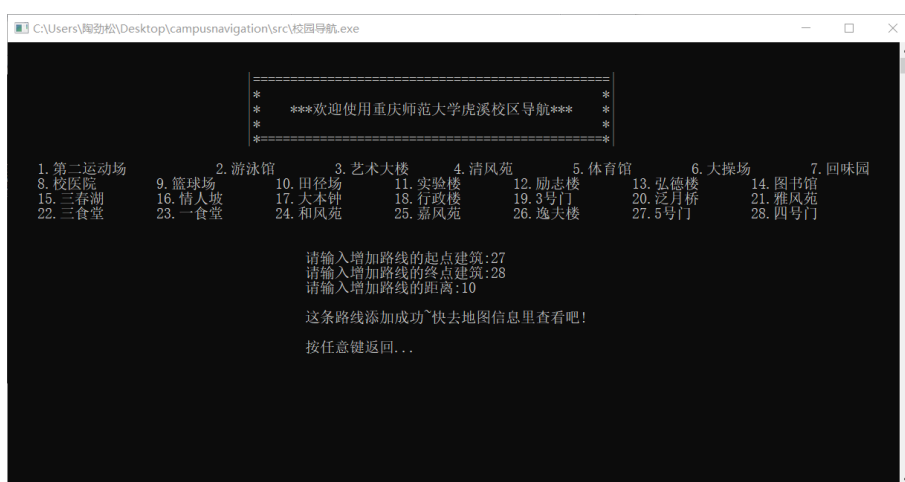 C:\Users\陶劲松\Desktop\campusnavigation\src\校园导航.exe
|================================================|
|* *|
|* ***欢迎使用重庆师范大学虎溪校区导航*** *|
|* *|
|*==============================================*|
1.第二运动场 2.游泳馆 3.艺术大楼 4.清风苑 5.体育馆 6.大操场 7.回味园
8.校医院 9.篮球场 10.田径场 11.实验楼 12.励志楼 13.弘德楼 14.图书馆
15.三春湖 16.情人坡 17.大本钟 18.行政楼 19.3号门 20.泛月桥 21.雅风苑
22.三食堂 23.一食堂 24.和风苑 25.嘉风苑 26.逸夫楼 27.5号门 28.四号门
请输入增加路线的起点建筑:27
请输入增加路线的终点建筑:28
请输入增加路线的距离:10
这条路线添加成功~快去地图信息里查看吧!
按任意键返回...